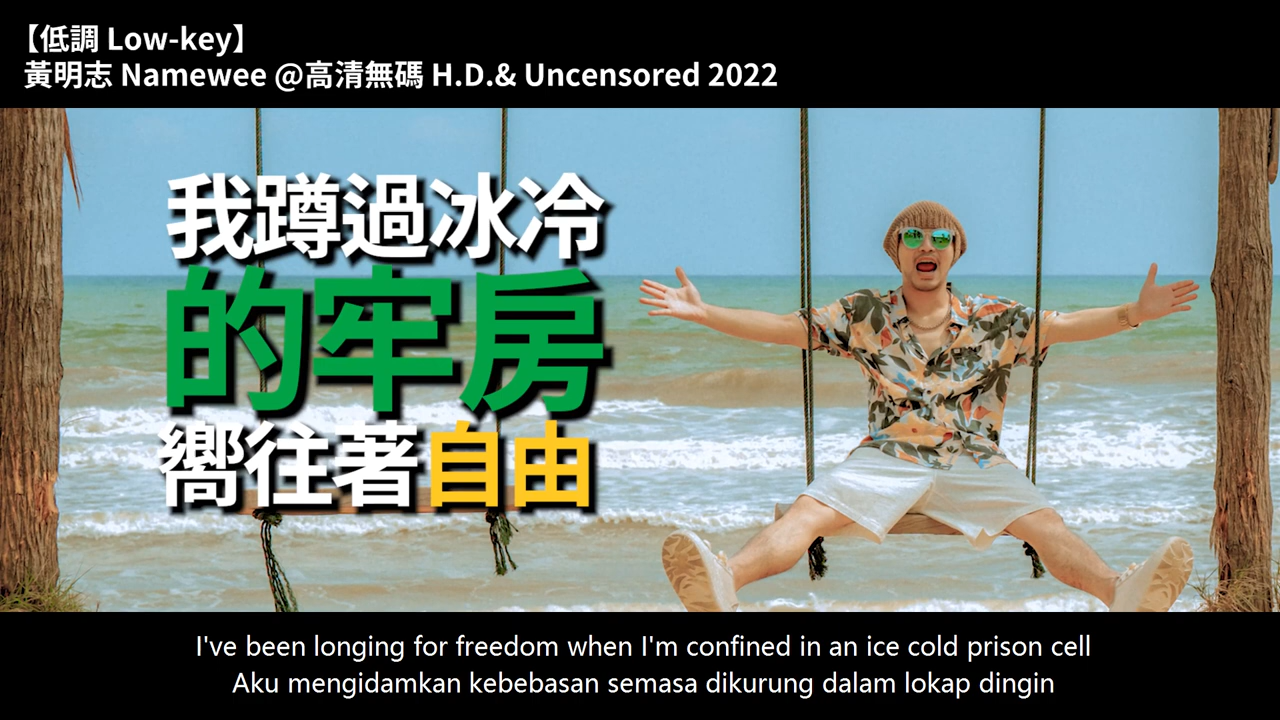 【低調 Low-key】
黃明志 Namewee @高清無碼 H.D.& Uncensored 2022
我蹲過冰冷
的牢房
嚮往著自由
I've been longing for freedom when I'm confined in an ice cold prison cell
Aku mengidamkan kebebasan semasa dikurung dalam lokap dingin